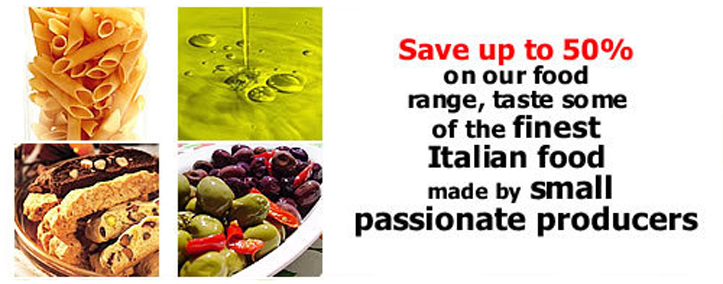 Save up to 50%
on our food
range, taste some
of the finest
Italian food
made by small
passionate producers